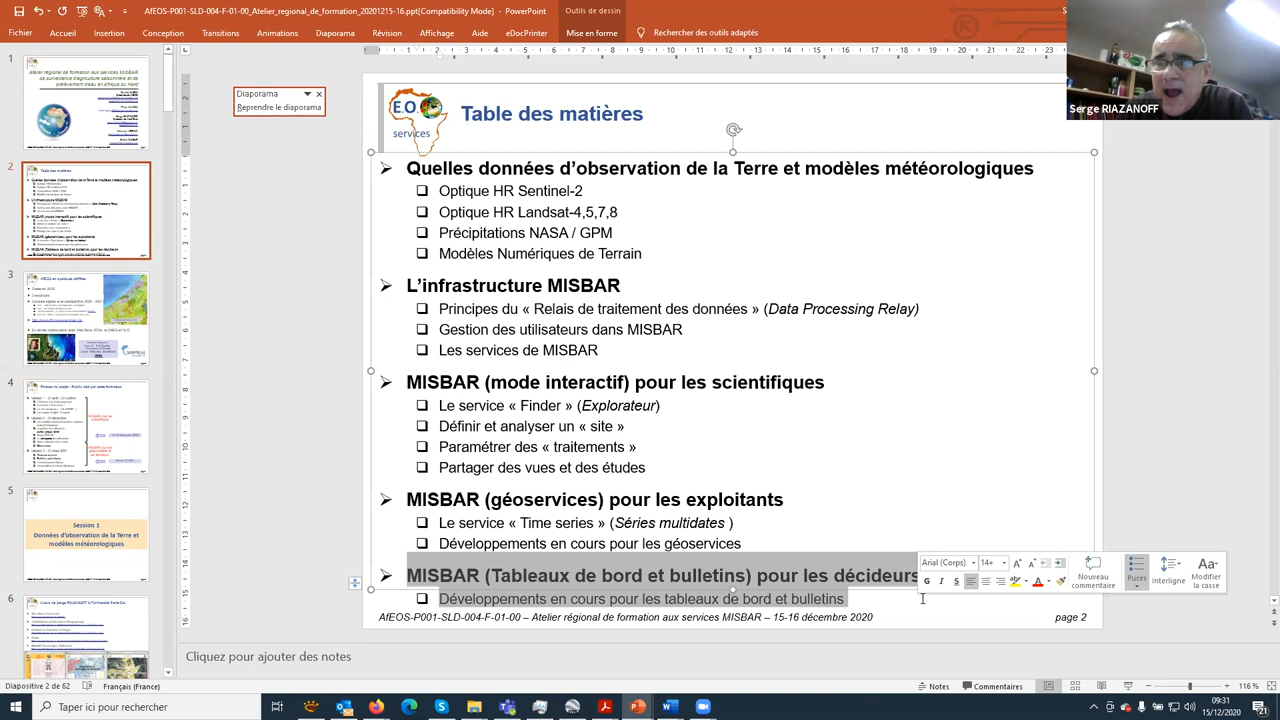 AfEOS-P001-SLD-004-F-01-00_Atelier_regional_de_formation_20201215-16.ppt[Compatibility Mode] - PowerPoint
Outils de dessin
Fichier Accueil Insertion Conception Transitions Animations Diaporama Révision Affichage Aide eDocPrinter Mise en forme Rechercher des outils adaptés
Serge RIAZANOFF
Diaporama
Reprendre le diaporama
E.O.
services
Table des matières
Quelles données d'observation de la Terre et modèles météorologiques
Optique HR Sentinel-2
Optique HR Landsat-4,5,7,8
Précipitations NASA / GPM
Modèles Numériques de Terrain
L'infrastructure MISBAR
Principes du « Relais de traitement des données » (Data Processing Relay)
Gestion des utilisateurs dans MISBAR
Les services de MISBAR
MISBAR (mode interactif) pour les scientifiques
Le service « Finder » (Explorateur)
Définir et analyser un « site »
Paramétrer des « traitements »
Partager des vues et des études
MISBAR (géoservices) pour les exploitants
Le service « Time series » (Séries multidates )
Développements en cours pour les géoservices
MISBAR (Tableaux de bord et bulletins) pour les décideurs
Développements en cours pour les tableaux de bord et bulletins
AfEOS-P001-SLD-004-F-01-00 – Atelier régional de formation aux services MISBAR – 15-16 décembre 2020 page 2
Arial (Corps) 14+
G I S
Nouveau commentaire
Puces
Interligne
Modifier la casse
2
3
5
Session 1
Données d'observation de la Terre et
modèles météorologiques
6
Cliquez pour ajouter des notes
Diapositive 2 de 62 Français (France) Notes Commentaires 116 %
Taper ici pour rechercher
09:31
15/12/2020